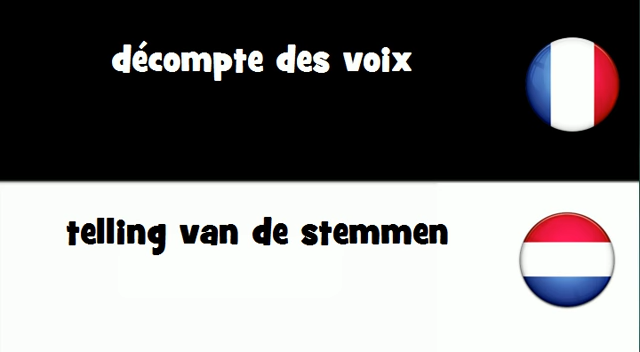 décompte des voix
telling van de stemmen